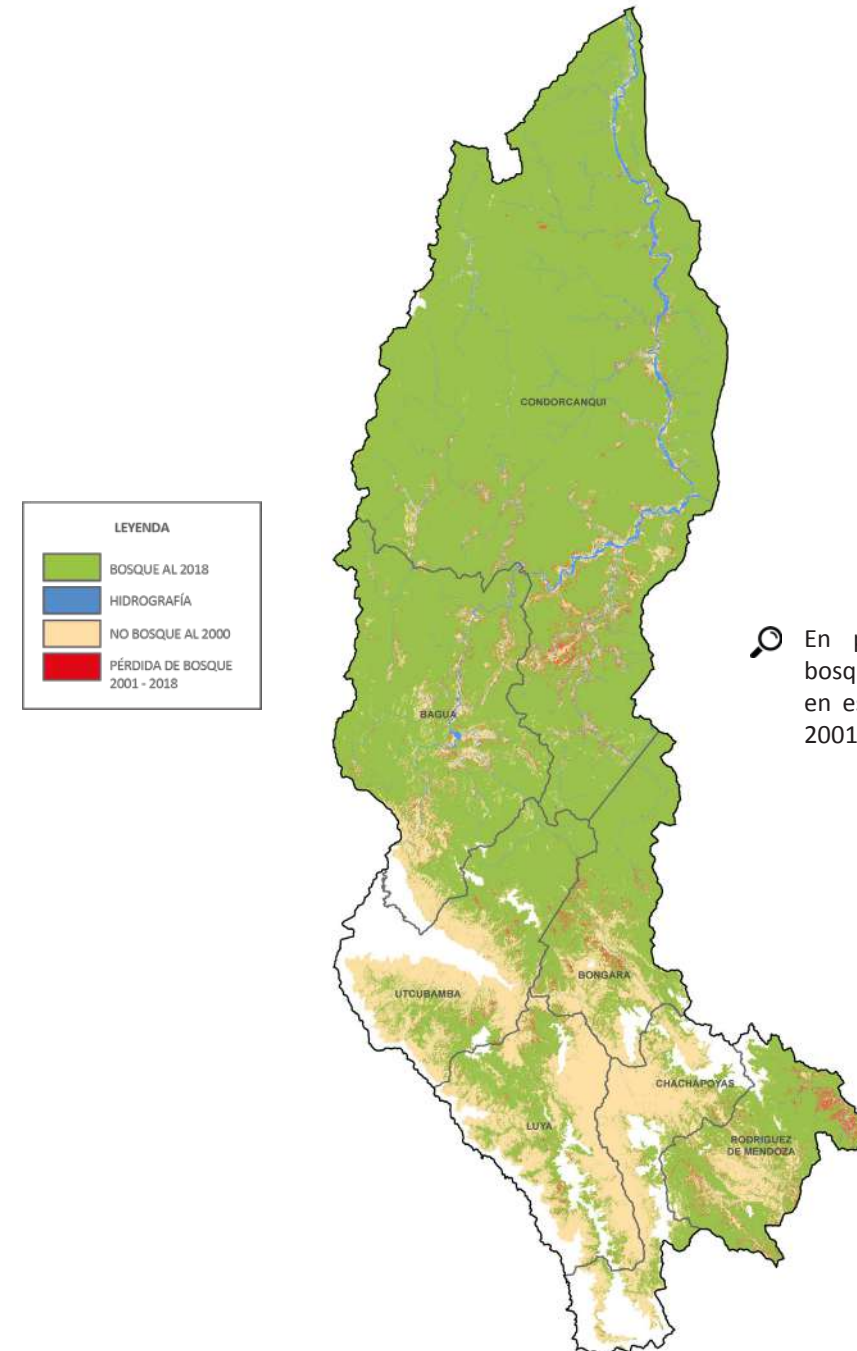 CONDORCANQUI
LEYENDA
BOSQUE AL 2018
HIDROGRAFÍA
NO BOSQUE AL 2000
PÉRDIDA DE BOSQUE
2001 - 2018
En
bosq
en es
2001
BAGUA
BONGARA
UTCUBAMBA
CHACHAPOYAS
LUYA
RODRIGUEZ
DE MENDOZA